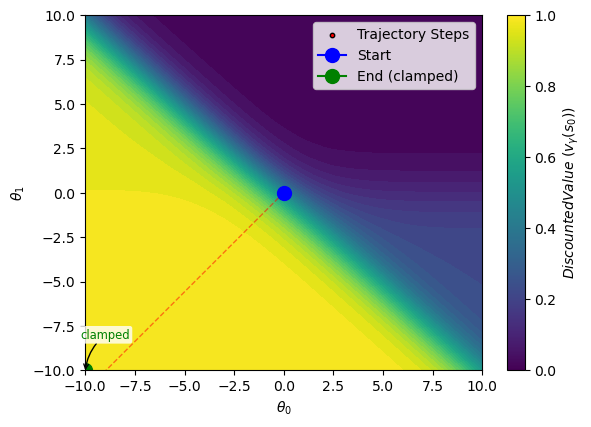 10.0
7.5
5.0
2.5
0.0
−2.5
−5.0
−7.5
−10.0
θ₁
−10.0 −7.5 −5.0 −2.5 0.0 2.5 5.0 7.5 10.0
θ₀
Trajectory Steps
Start
End (clamped)
clamped
1.0
0.8
0.6
0.4
0.2
0.0
DiscountedValue (vᵧ(s₀))